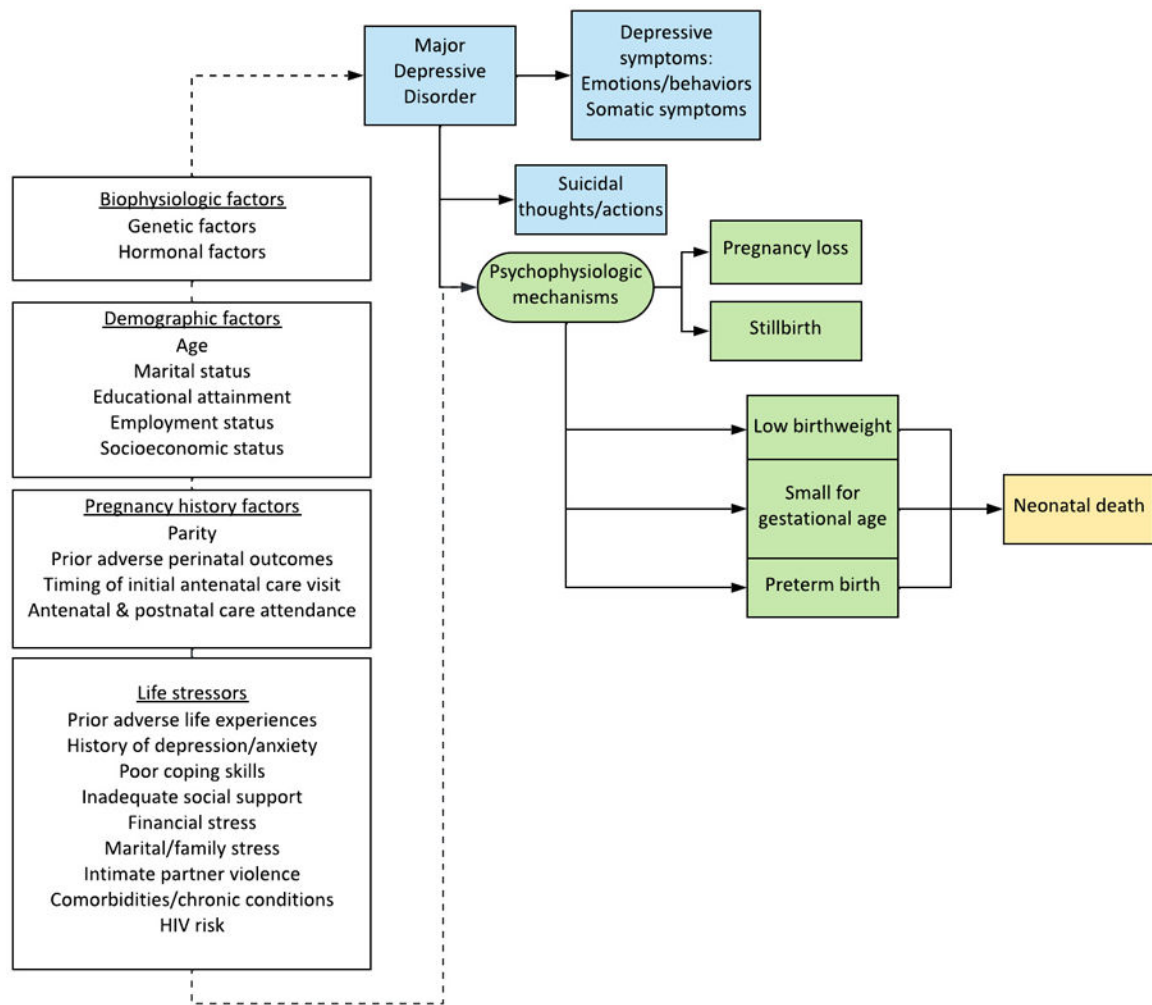 Major
Depressive
Disorder
Depressive
symptoms:
Emotions/behaviors
Somatic symptoms
Suicidal
thoughts/actions
Biophysiologic factors
Genetic factors
Hormonal factors
Psychophysiologic
mechanisms
Pregnancy loss
Stillbirth
Demographic factors
Age
Marital status
Educational attainment
Employment status
Socioeconomic status
Low birthweight
Small for
gestational age
Preterm birth
Neonatal death
Pregnancy history factors
Parity
Prior adverse perinatal outcomes
Timing of initial antenatal care visit
Antenatal & postnatal care attendance
Life stressors
Prior adverse life experiences
History of depression/anxiety
Poor coping skills
Inadequate social support
Financial stress
Marital/family stress
Intimate partner violence
Comorbidities/chronic conditions
HIV risk